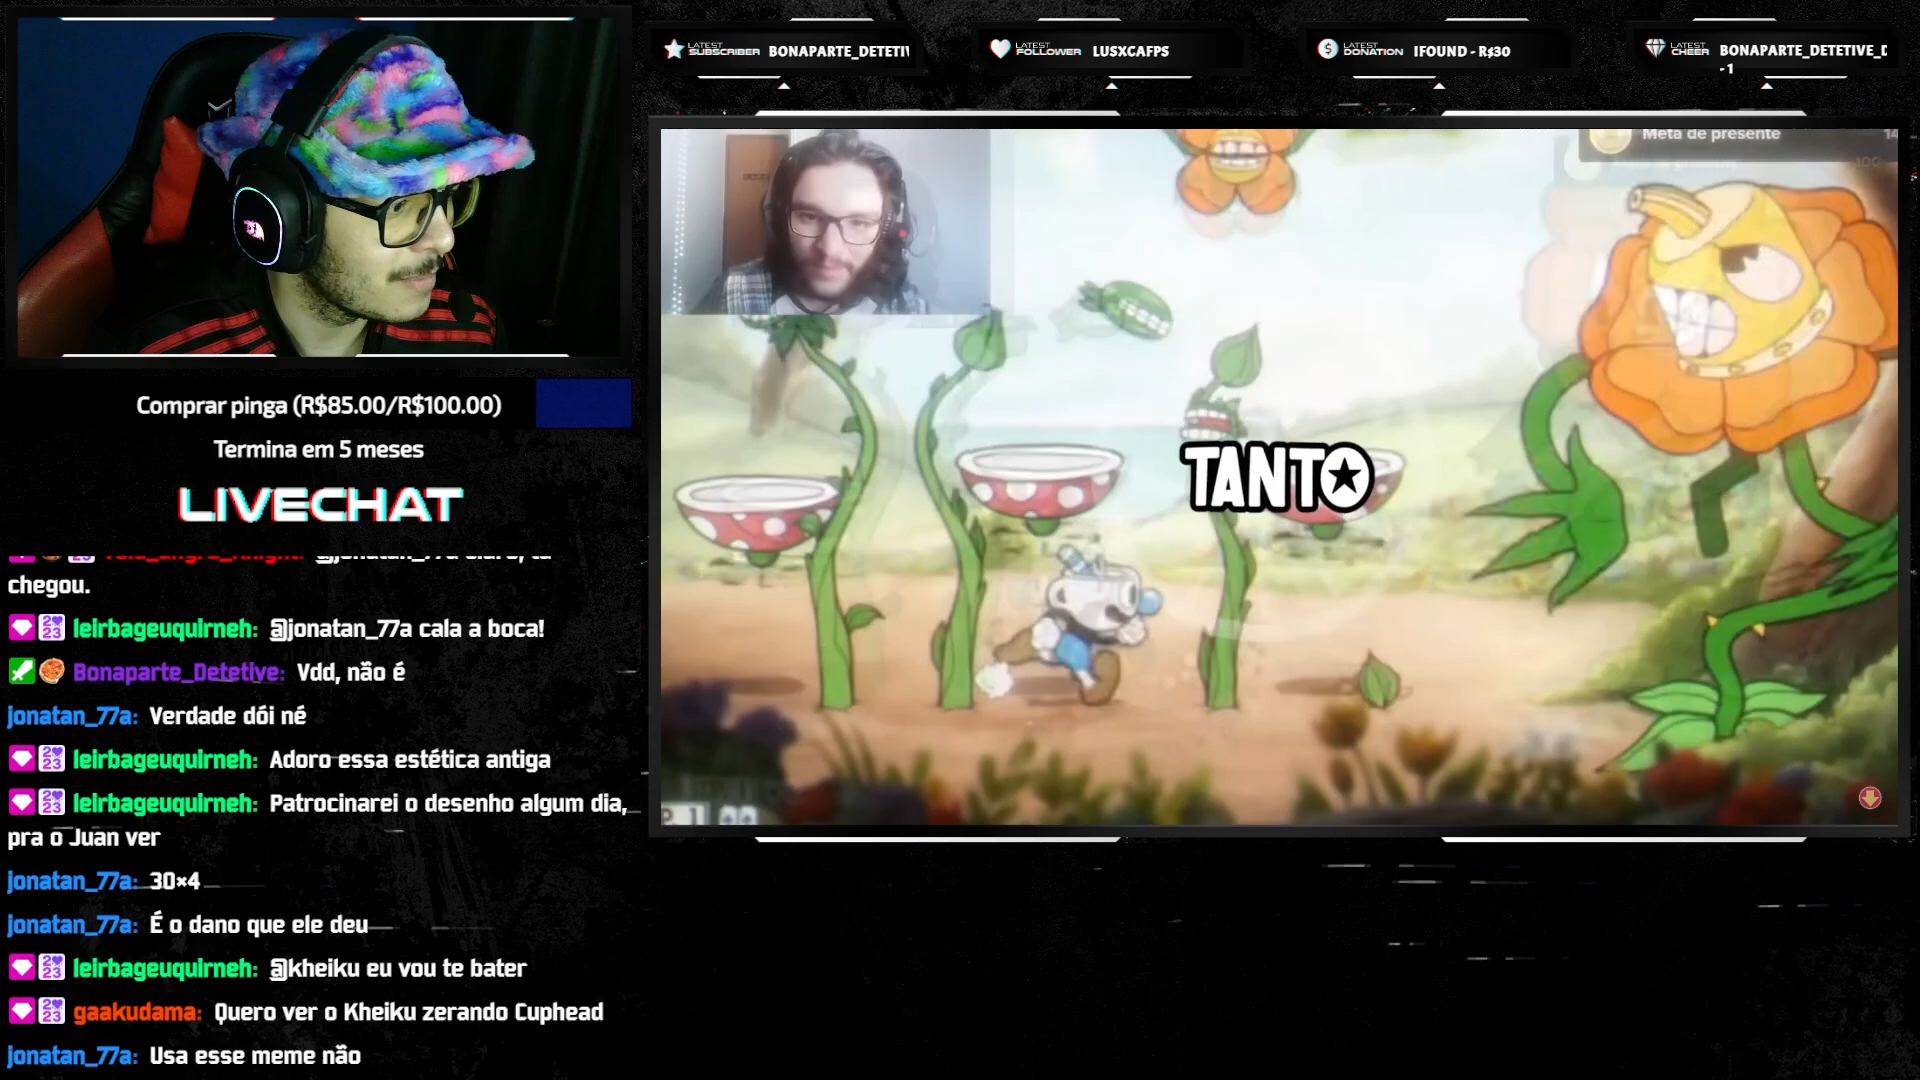 LATEST SUBSCRIBER BONAPARTE_DETETIV
LATEST FOLLOWER LUSXCAFPS
LATEST DONATION IFOUND - R$30
LATEST CHEER BONAPARTE_DETETIVE_D
- 1
Meta de presente 14
100
TANTO
Comprar pinga (R$85.00/R$100.00)
Termina em 5 meses
LIVECHAT
chegou.
leirbageuquirneh: @jonatan_77a cala a boca!
Bonaparte_Detetive: Vdd, não é
jonatan_77a: Verdade dói né
leirbageuquirneh: Adoro essa estética antiga
leirbageuquirneh: Patrocinarei o desenho algum dia,
pra o Juan ver
jonatan_77a: 30×4
jonatan_77a: É o dano que ele deu
leirbageuquirneh: @kheiku eu vou te bater
gaakudama: Quero ver o Kheiku zerando Cuphead
jonatan_77a: Usa esse meme não